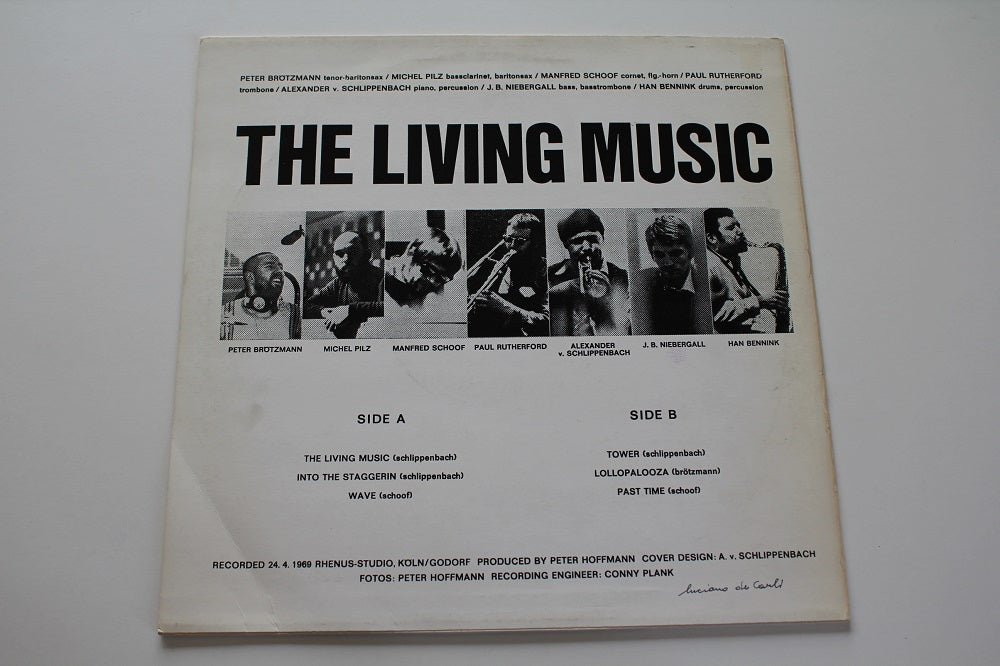 PETER BRÖTZMANN tenor-baritonsax / MICHEL PILZ bassclarinet, baritonsax / MANFRED SCHOOF cornet, flg.-horn / PAUL RUTHERFORD
trombone / ALEXANDER v. SCHLIPPENBACH piano, percussion / J. B. NIEBERGALL bass, basstrombone / HAN BENNINK drums, percussion
THE LIVING MUSIC
PETER BRÖTZMANN
MICHEL PILZ
MANFRED SCHOOF
PAUL RUTHERFORD
ALEXANDER
v. SCHLIPPENBACH
J. B. NIEBERGALL
HAN BENNINK
SIDE A
THE LIVING MUSIC (schlippenbach)
INTO THE STAGGERIN (schlippenbach)
WAVE (schoof)
SIDE B
TOWER (schlippenbach)
LOLLOPALOOZA (brötzmann)
PAST TIME (schoof)
RECORDED 24. 4. 1969 RHENUS-STUDIO, KÖLN/GODORF PRODUCED BY PETER HOFFMANN COVER DESIGN: A. v. SCHLIPPENBACH
FOTOS: PETER HOFFMANN RECORDING ENGINEER: CONNY PLANK
luciano de Carli